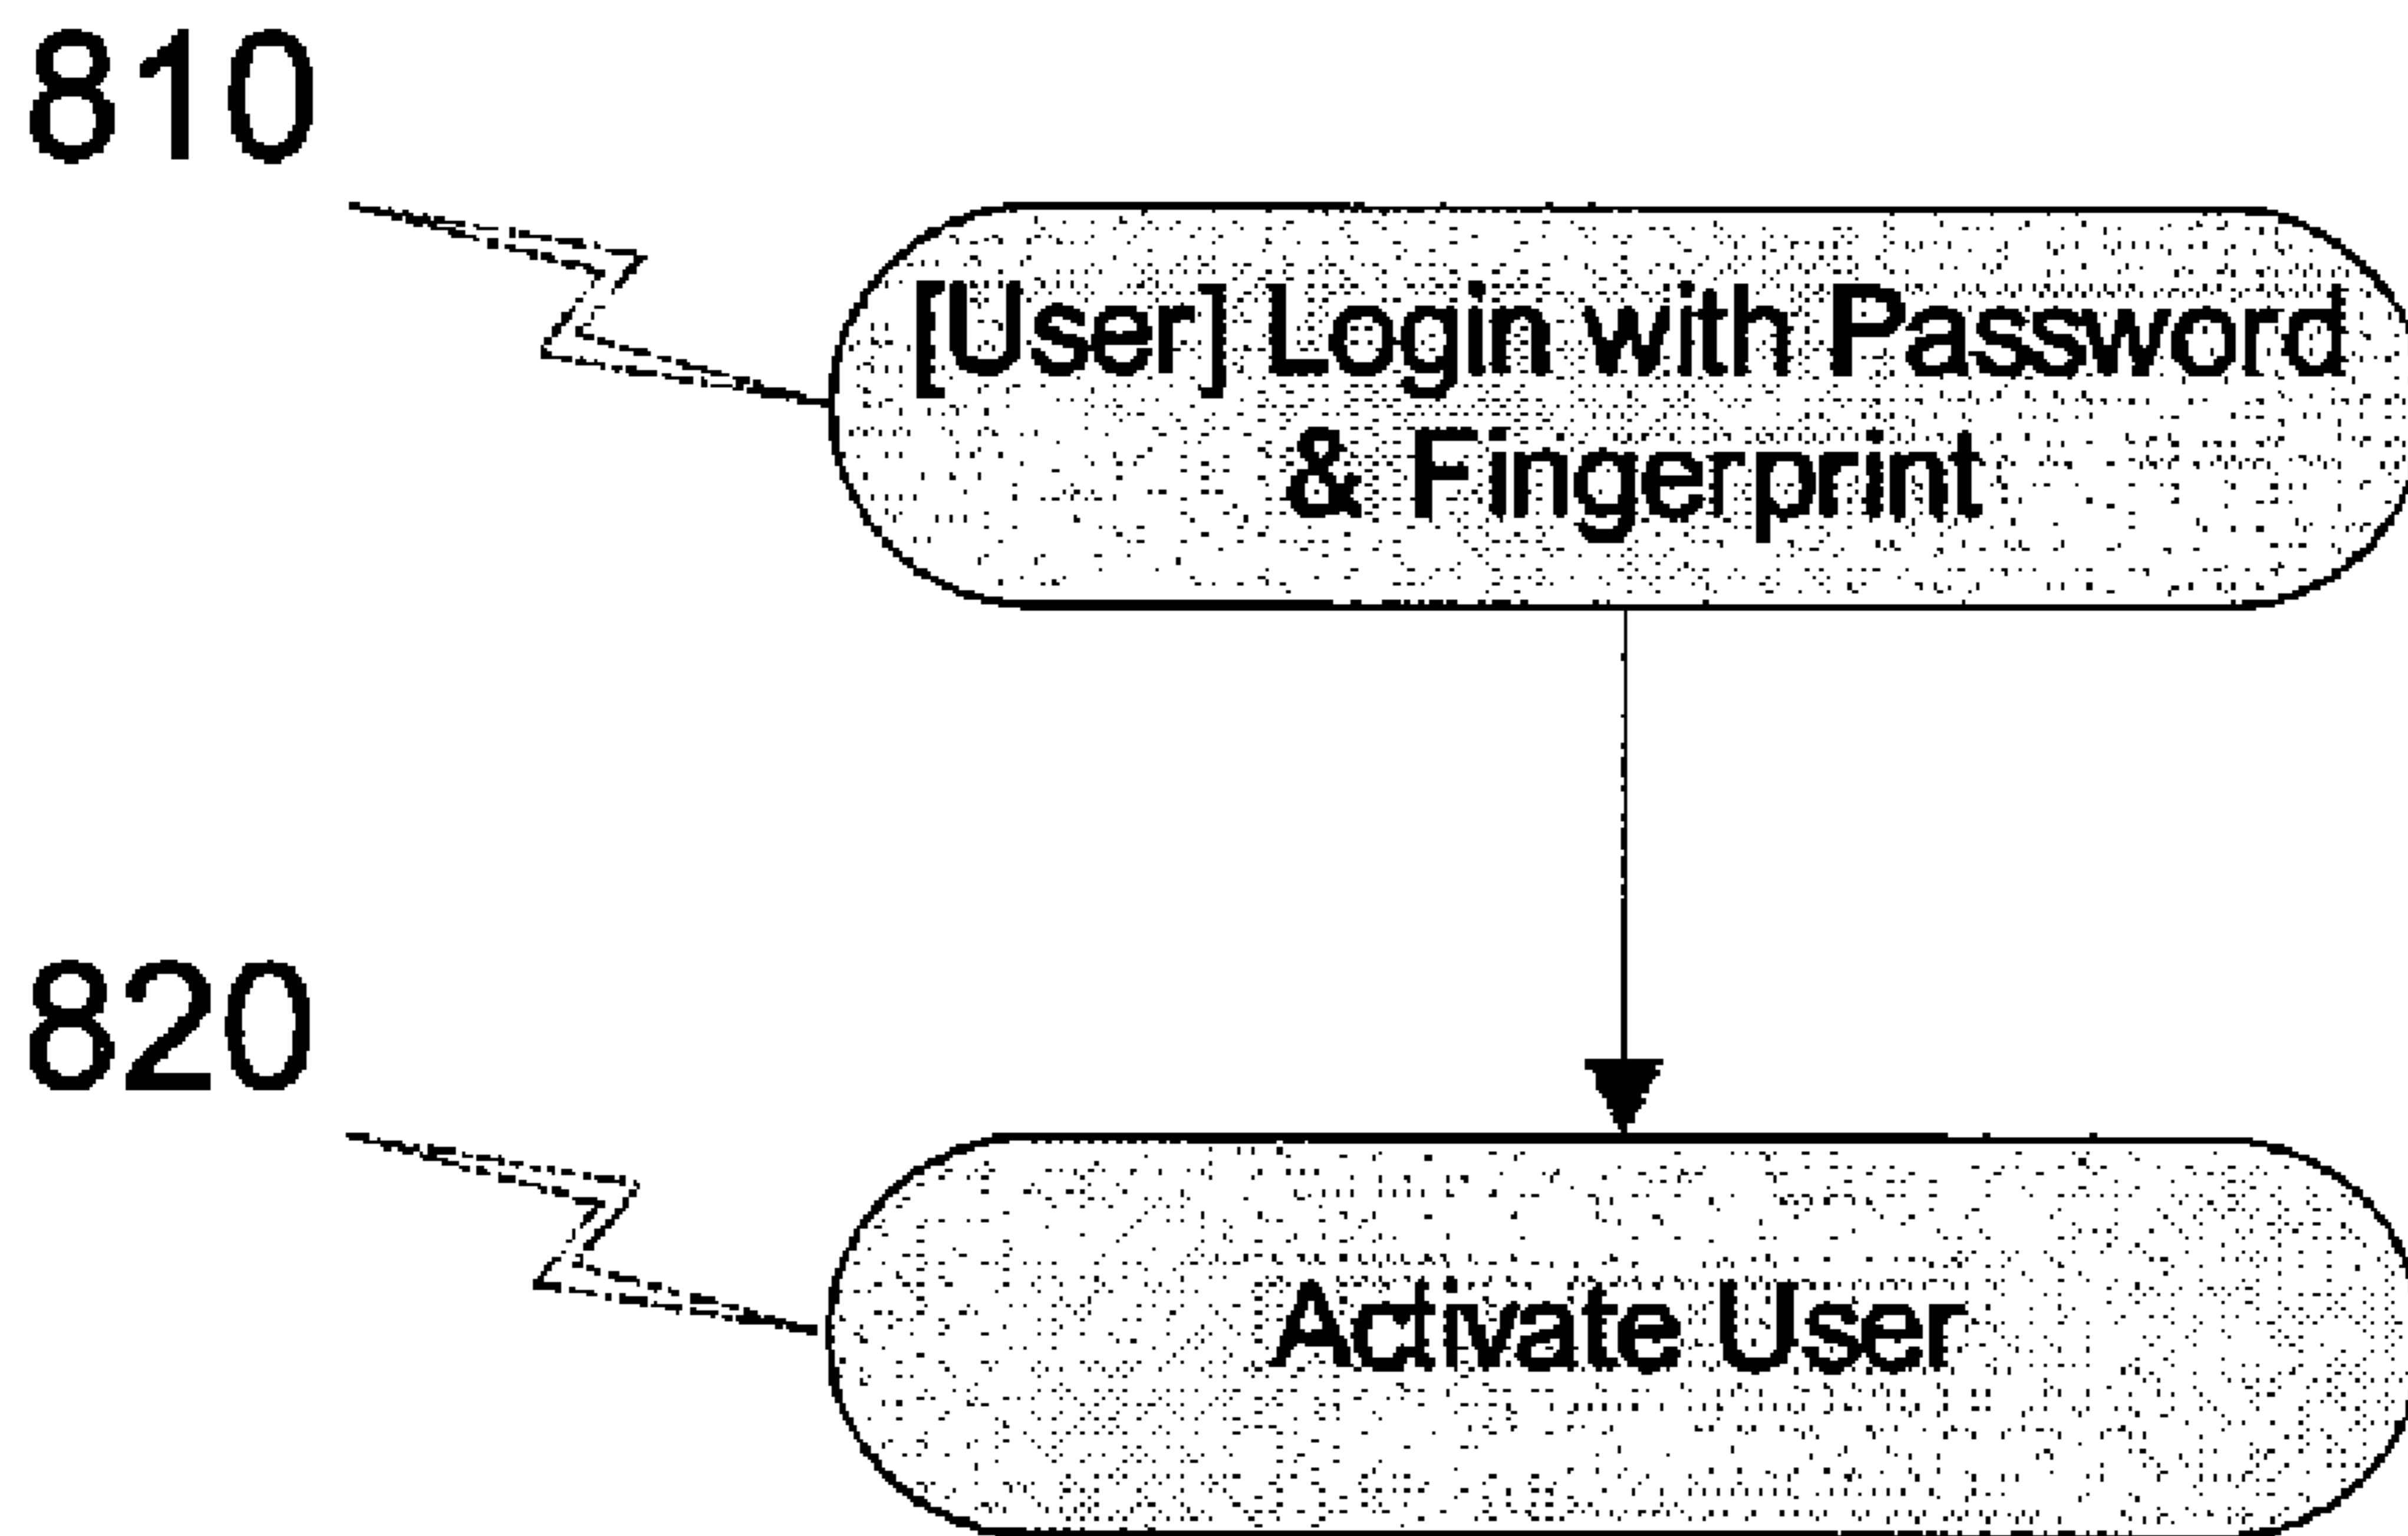 810
[User] Login with Password
& Fingerprint
820
Activate User